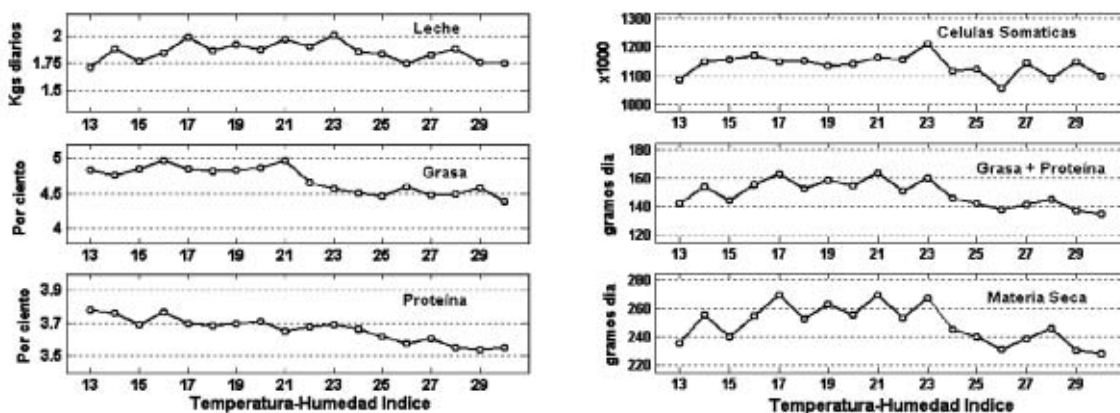 Kgs diarios
2
1.75
1.5
Leche
13 15 17 19 21 23 25 27 29
Por ciento
5
4.5
4
Grasa
13 15 17 19 21 23 25 27 29
Por ciento
3.9
3.7
3.5
Proteína
13 15 17 19 21 23 25 27 29
Temperatura-Humedad Indice
x1000
1300
1200
1100
1000
Celulas Somaticas
13 15 17 19 21 23 25 27 29
gramos dia
180
160
140
120
Grasa + Proteína
13 15 17 19 21 23 25 27 29
gramos dia
280
260
240
220
Materia Seca
13 15 17 19 21 23 25 27 29
Temperatura-Humedad Indice